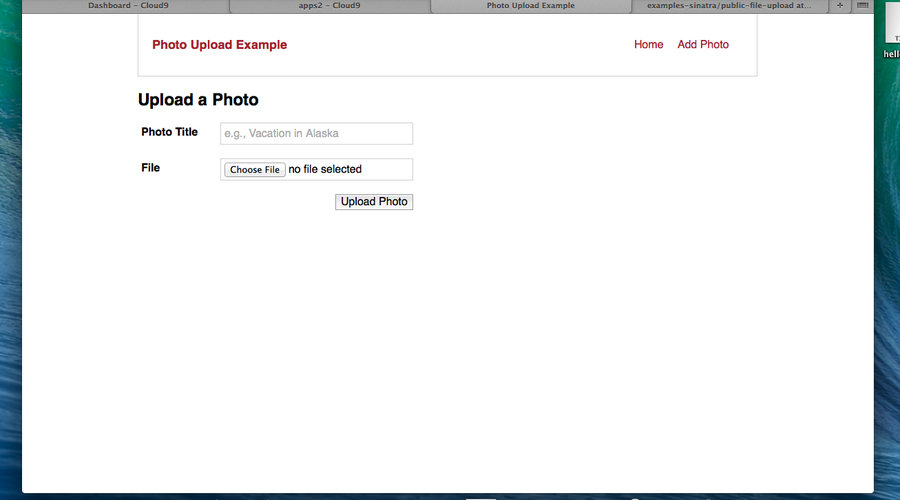 Dashboard - Cloud9
apps2 - Cloud9
Photo Upload Example
examples-sinatra/public-file-upload at...
Photo Upload Example
Home
Add Photo
Upload a Photo
Photo Title
e.g., Vacation in Alaska
File
Choose File no file selected
Upload Photo